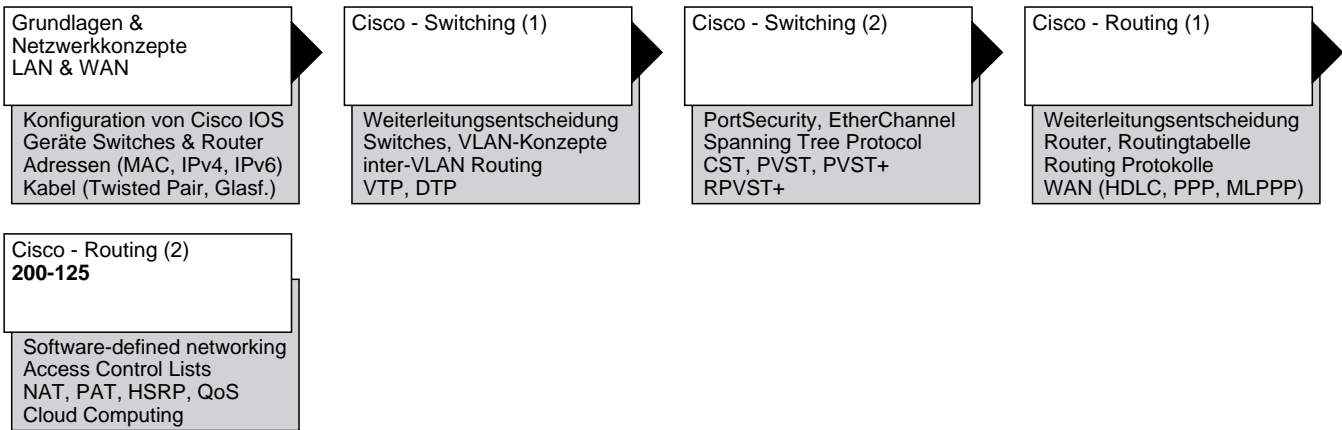 Grundlagen &
Netzwerkkonzepte
LAN & WAN
Konfiguration von Cisco IOS
Geräte Switches & Router
Adressen (MAC, IPv4, IPv6)
Kabel (Twisted Pair, Glasf.)
Cisco - Switching (1)
Weiterleitungsentscheidung
Switches, VLAN-Konzepte
inter-VLAN Routing
VTP, DTP
Cisco - Switching (2)
PortSecurity, EtherChannel
Spanning Tree Protocol
CST, PVST, PVST+
RPVST+
Cisco - Routing (1)
Weiterleitungsentscheidung
Router, Routingtabelle
Routing Protokolle
WAN (HDLC, PPP, MLPPP)
Cisco - Routing (2)
200-125
Software-defined networking
Access Control Lists
NAT, PAT, HSRP, QoS
Cloud Computing